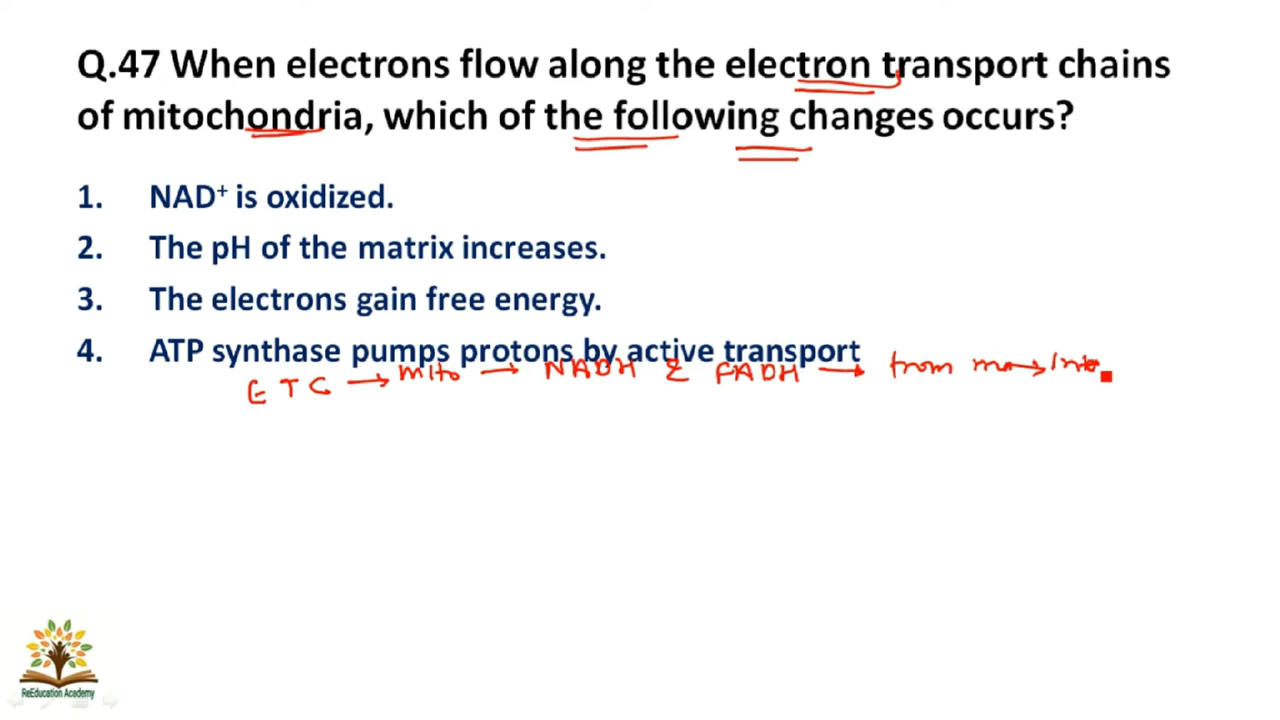 Q.47 When electrons flow along the electron transport chains
of mitochondria, which of the following changes occurs?
1. NAD⁺ is oxidized.
2. The pH of the matrix increases.
3. The electrons gain free energy.
4. ATP synthase pumps protons by active transport
ETC → mito → NADH & FADH → from →
ReEducation Academy